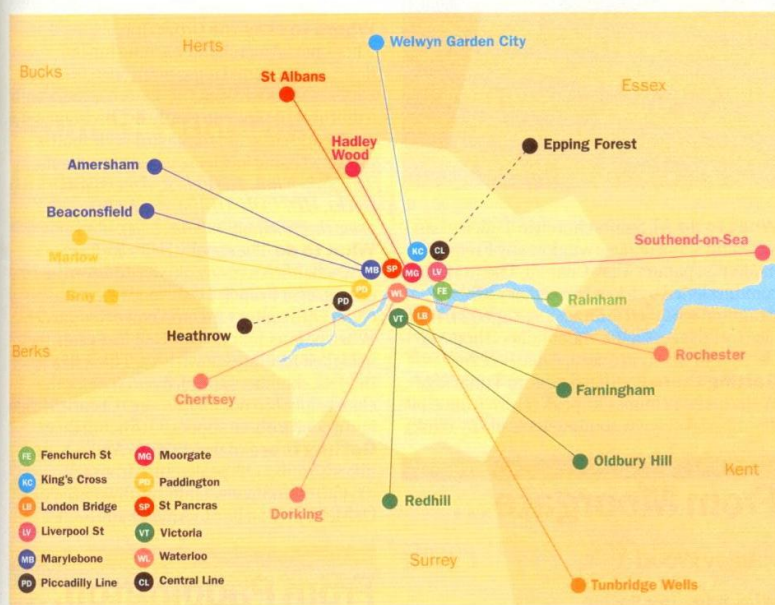 Herts
Welwyn Garden City
Bucks
St Albans
Essex
Hadley
Wood
Epping Forest
Amersham
Beaconsfield
Marlow
Southend-on-Sea
KC
CL
MB
SP
MG
LV
Bray
PD
PD
WL
FE
Rainham
Heathrow
VT
LB
Berks
Rochester
Chertsey
Farningham
Oldbury Hill
Kent
Dorking
Redhill
Surrey
Tunbridge Wells
FE Fenchurch St
KC King's Cross
LB London Bridge
LV Liverpool St
MB Marylebone
PD Piccadilly Line
MG Moorgate
PD Paddington
SP St Pancras
VT Victoria
WL Waterloo
CL Central Line